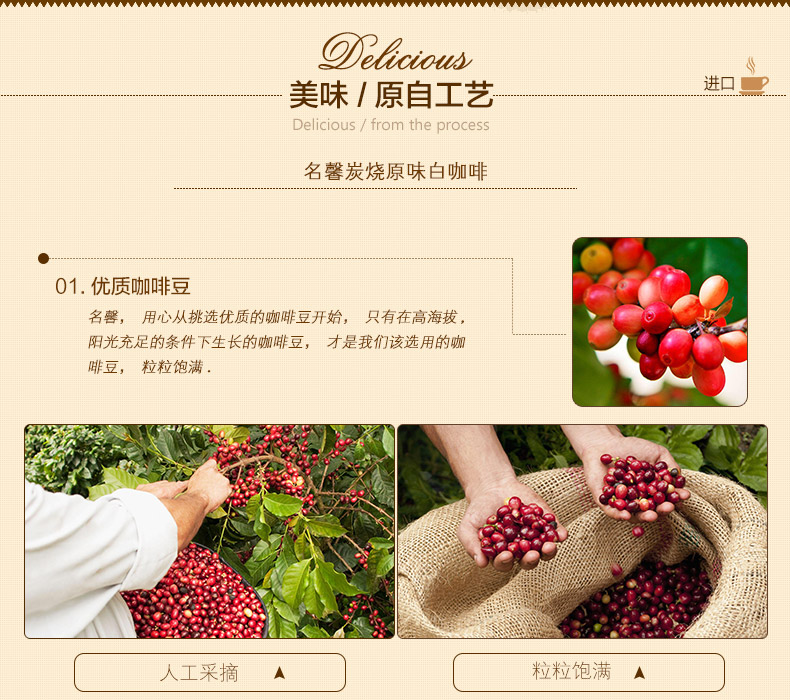 Delicious
美味 / 原自工艺
进口
Delicious / from the process
名馨炭烧原味白咖啡
01. 优质咖啡豆
名馨， 用心从挑选优质的咖啡豆开始， 只有在高海拔，
阳光充足的条件下生长的咖啡豆， 才是我们该选用的咖
啡豆， 粒粒饱满．
人工采摘
粒粒饱满